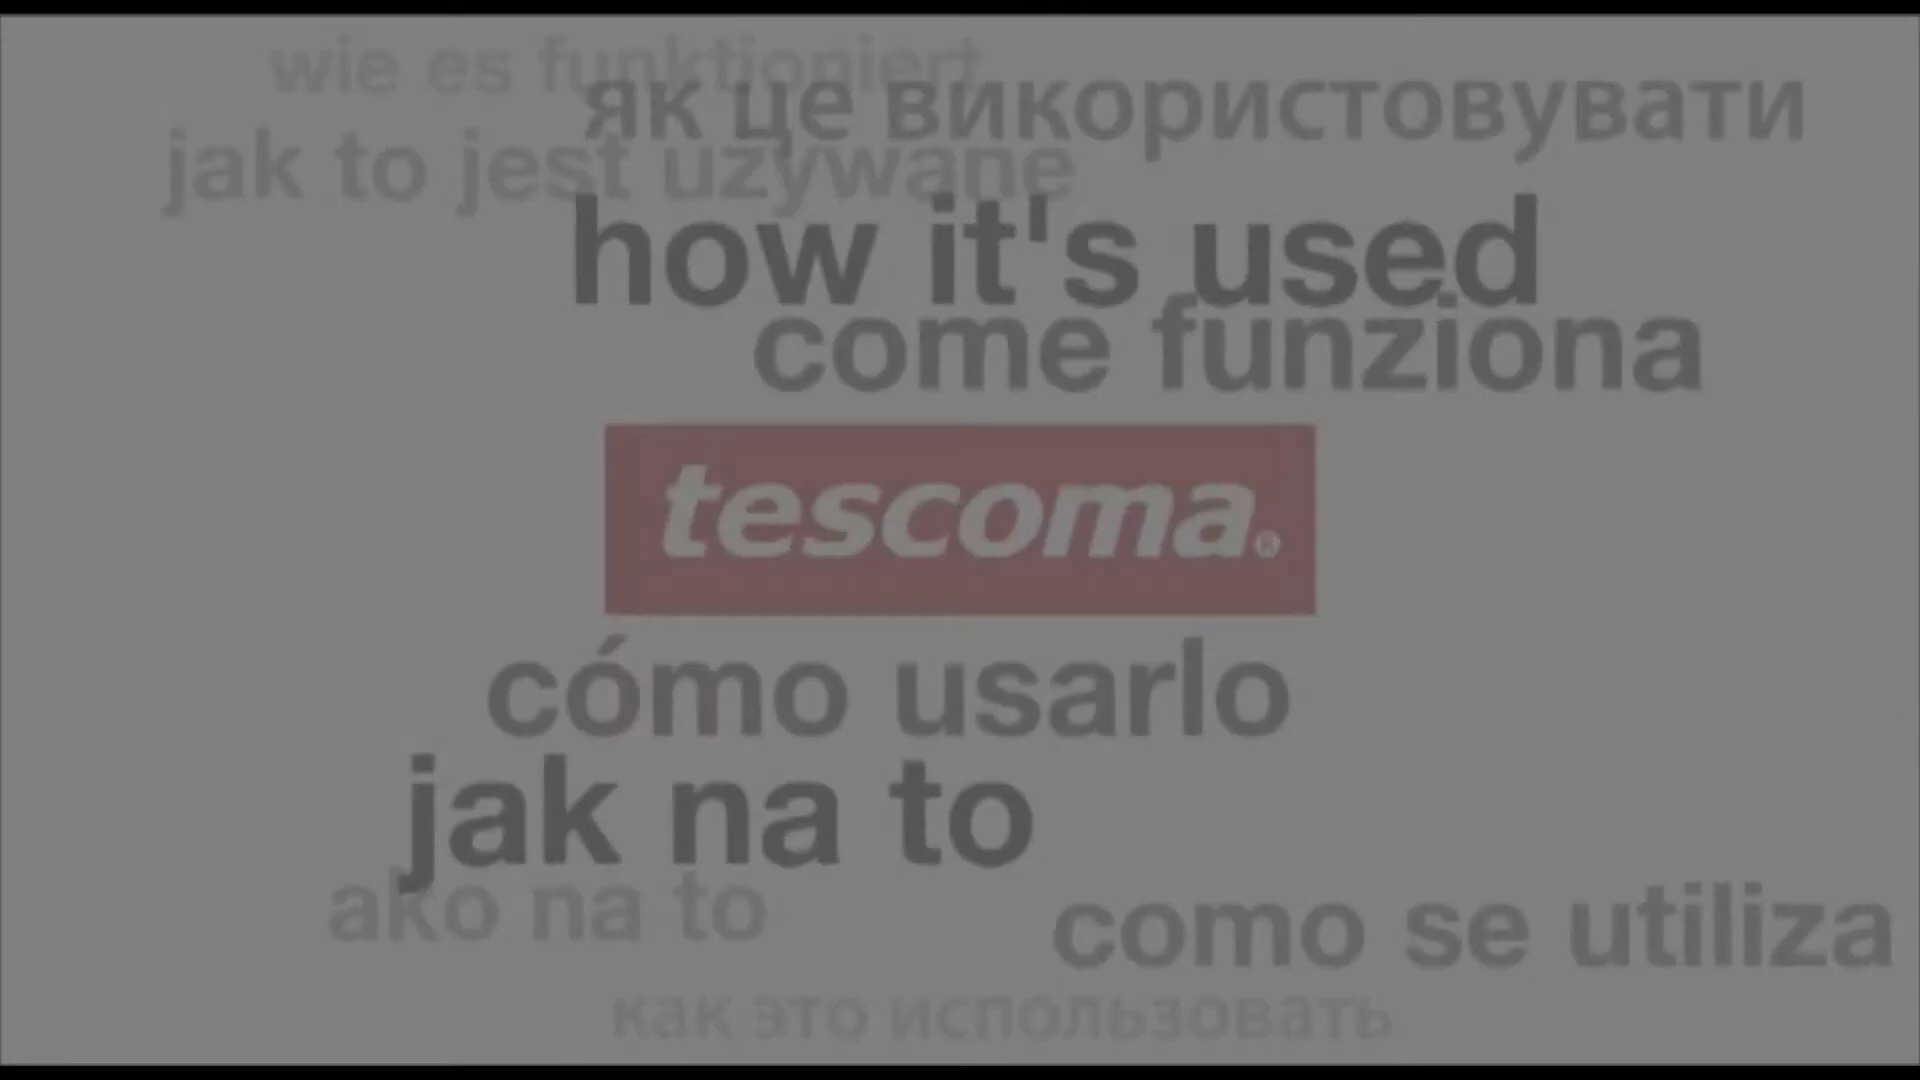 wie es funktioniert
як це використовувати
jak to jest używane
how it's used
come funziona
tescoma.®
cómo usarlo
jak na to
ako na to
como se utiliza
как это использовать